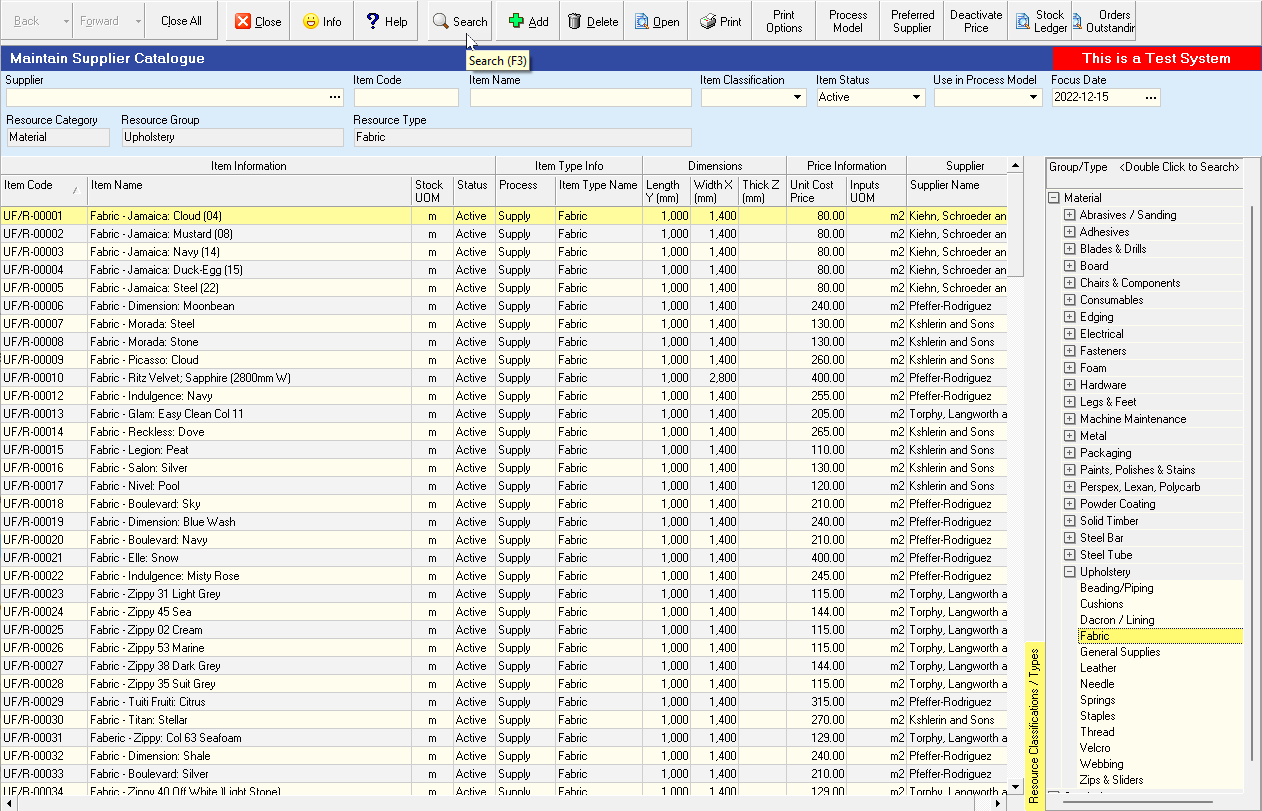 Back Forward Close All Close Info Help Search Add Delete Open Print Print Options Process Model Preferred Supplier Deactivate Price Stock Ledger Orders Outstandin
Maintain Supplier Catalogue This is a Test System
Search (F3)
Supplier Item Code Item Name Item Classification Item Status Use in Process Model Focus Date
Active 2022-12-15
Resource Category Resource Group Resource Type
Material Upholstery Fabric
Item Information Item Type Info Dimensions Price Information Supplier
Item Code Item Name Stock UOM Status Process Item Type Name Length Y (mm) Width X (mm) Thick Z (mm) Unit Cost Price Inputs UOM Supplier Name
UF/R-00001 Fabric - Jamaica: Cloud (04) m Active Supply Fabric 1,000 1,400 80.00 m2 Kiehn, Schroeder an
UF/R-00002 Fabric - Jamaica: Mustard (08) m Active Supply Fabric 1,000 1,400 80.00 m2 Kiehn, Schroeder an
UF/R-00003 Fabric - Jamaica: Navy (14) m Active Supply Fabric 1,000 1,400 80.00 m2 Kiehn, Schroeder an
UF/R-00004 Fabric - Jamaica: Duck-Egg (15) m Active Supply Fabric 1,000 1,400 80.00 m2 Kiehn, Schroeder an
UF/R-00005 Fabric - Jamaica: Steel (22) m Active Supply Fabric 1,000 1,400 80.00 m2 Kiehn, Schroeder an
UF/R-00006 Fabric - Dimension: Moonbean m Active Supply Fabric 1,000 1,400 240.00 m2 Pfeffer-Rodriguez
UF/R-00007 Fabric - Morada: Steel m Active Supply Fabric 1,000 1,400 130.00 m2 Kshlerin and Sons
UF/R-00008 Fabric - Morada: Stone m Active Supply Fabric 1,000 1,400 130.00 m2 Kshlerin and Sons
UF/R-00009 Fabric - Picasso: Cloud m Active Supply Fabric 1,000 1,400 260.00 m2 Kshlerin and Sons
UF/R-00010 Fabric - Ritz Velvet; Sapphire (2800mm W) m Active Supply Fabric 1,000 2,800 400.00 m2 Pfeffer-Rodriguez
UF/R-00012 Fabric - Indulgence: Navy m Active Supply Fabric 1,000 1,400 255.00 m2 Pfeffer-Rodriguez
UF/R-00013 Fabric - Glam: Easy Clean Col 11 m Active Supply Fabric 1,000 1,400 205.00 m2 Torphy, Langworth a
UF/R-00014 Fabric - Reckless: Dove m Active Supply Fabric 1,000 1,400 265.00 m2 Kshlerin and Sons
UF/R-00015 Fabric - Legion: Peat m Active Supply Fabric 1,000 1,400 110.00 m2 Kshlerin and Sons
UF/R-00016 Fabric - Salon: Silver m Active Supply Fabric 1,000 1,400 130.00 m2 Kshlerin and Sons
UF/R-00017 Fabric - Nivel: Pool m Active Supply Fabric 1,000 1,400 120.00 m2 Kshlerin and Sons
UF/R-00018 Fabric - Boulevard: Sky m Active Supply Fabric 1,000 1,400 210.00 m2 Pfeffer-Rodriguez
UF/R-00019 Fabric - Dimension: Blue Wash m Active Supply Fabric 1,000 1,400 240.00 m2 Pfeffer-Rodriguez
UF/R-00020 Fabric - Boulevard: Navy m Active Supply Fabric 1,000 1,400 210.00 m2 Pfeffer-Rodriguez
UF/R-00021 Fabric - Elle: Snow m Active Supply Fabric 1,000 1,400 400.00 m2 Pfeffer-Rodriguez
UF/R-00022 Fabric - Indulgence: Misty Rose m Active Supply Fabric 1,000 1,400 245.00 m2 Pfeffer-Rodriguez
UF/R-00023 Fabric - Zippy 31 Light Grey m Active Supply Fabric 1,000 1,400 115.00 m2 Torphy, Langworth a
UF/R-00024 Fabric - Zippy 45 Sea m Active Supply Fabric 1,000 1,400 144.00 m2 Torphy, Langworth a
UF/R-00025 Fabric - Zippy 02 Cream m Active Supply Fabric 1,000 1,400 115.00 m2 Torphy, Langworth a
UF/R-00026 Fabric - Zippy 53 Marine m Active Supply Fabric 1,000 1,400 115.00 m2 Torphy, Langworth a
UF/R-00027 Fabric - Zippy 38 Dark Grey m Active Supply Fabric 1,000 1,400 144.00 m2 Torphy, Langworth a
UF/R-00028 Fabric - Zippy 35 Suit Grey m Active Supply Fabric 1,000 1,400 115.00 m2 Torphy, Langworth a
UF/R-00029 Fabric - Tuiti Fruiti: Citrus m Active Supply Fabric 1,000 1,400 315.00 m2 Pfeffer-Rodriguez
UF/R-00030 Fabric - Titan: Stellar m Active Supply Fabric 1,000 1,400 270.00 m2 Kshlerin and Sons
UF/R-00031 Faberic - Zippy: Col 63 Seafoam m Active Supply Fabric 1,000 1,400 129.00 m2 Torphy, Langworth a
UF/R-00032 Fabric - Dimension: Shale m Active Supply Fabric 1,000 1,400 240.00 m2 Pfeffer-Rodriguez
UF/R-00033 Fabric - Boulevard: Silver m Active Supply Fabric 1,000 1,400 210.00 m2 Pfeffer-Rodriguez
UF/R-00034 Fabric - Zippy 40 Off White (Light Stone) m Active Supply Fabric 1,000 1,400 129.00 m2 Torphy, Langworth a
Resource Classifications / Types
Group/Type <Double Click to Search>
Material
Abrasives / Sanding
Adhesives
Blades & Drills
Board
Chairs & Components
Consumables
Edging
Electrical
Fasteners
Foam
Hardware
Legs & Feet
Machine Maintenance
Metal
Packaging
Paints, Polishes & Stains
Perspex, Lexan, Polycarb
Powder Coating
Solid Timber
Steel Bar
Steel Tube
Upholstery
Beading/Piping
Cushions
Dacron / Lining
Fabric
General Supplies
Leather
Needle
Springs
Staples
Thread
Velcro
Webbing
Zips & Sliders